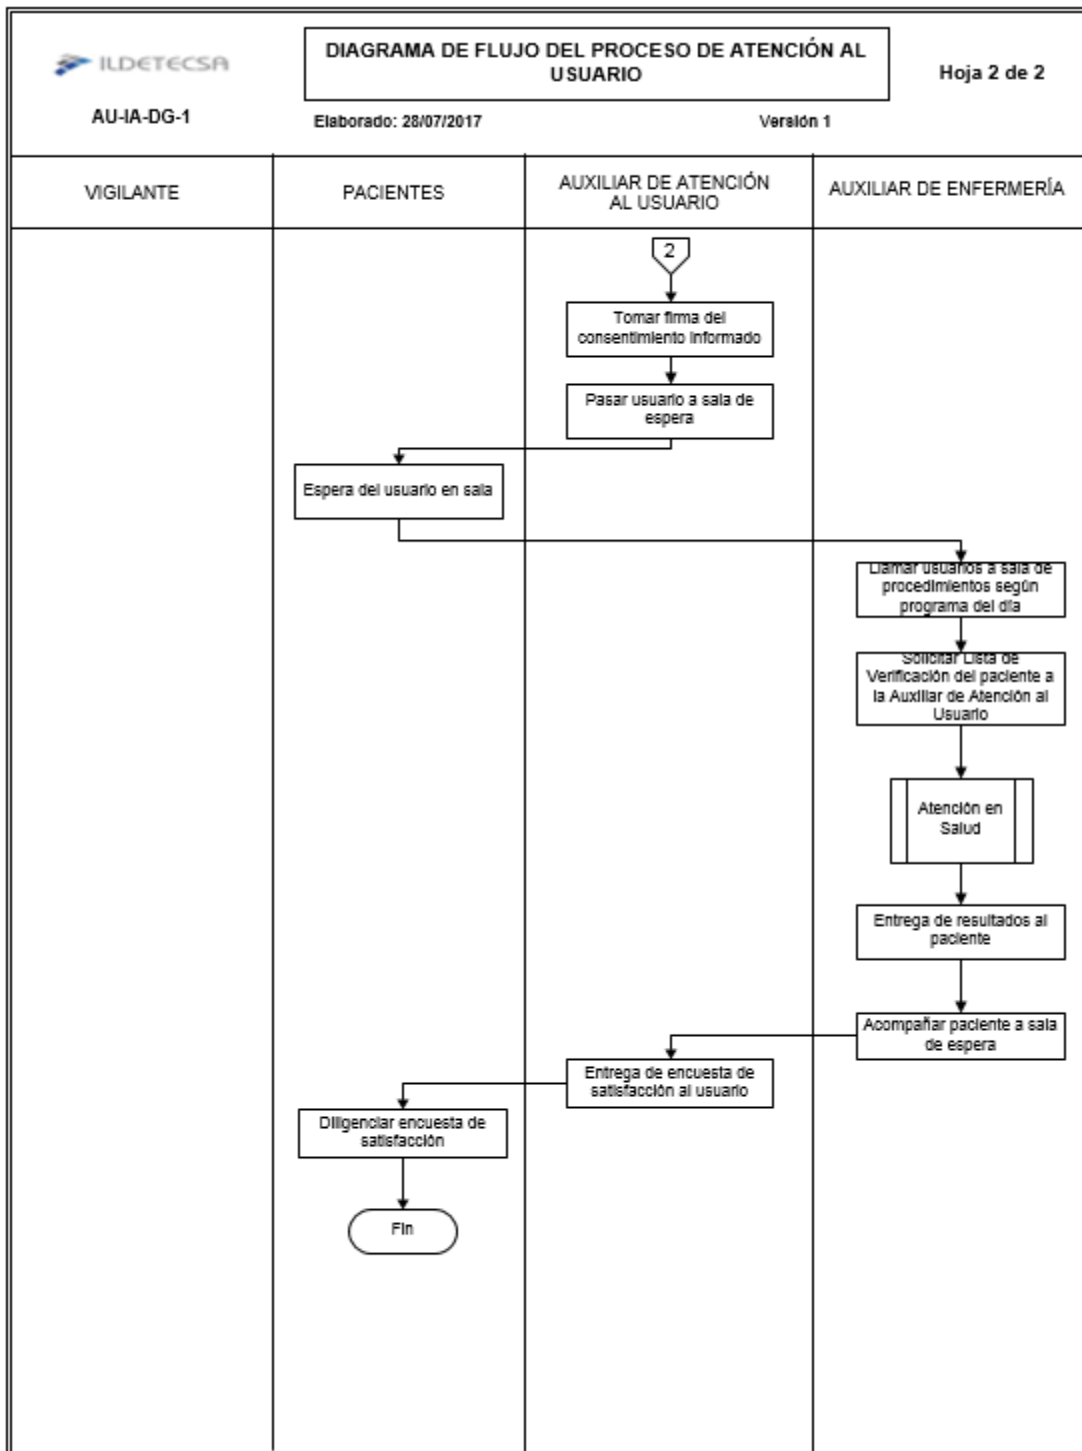 ILDETECSA
DIAGRAMA DE FLUJO DEL PROCESO DE ATENCIÓN AL
USUARIO
Hoja 2 de 2
AU-IA-DG-1
Elaborado: 28/07/2017
Versión 1
VIGILANTE
PACIENTES
AUXILIAR DE ATENCIÓN
AL USUARIO
AUXILIAR DE ENFERMERÍA
2
Tomar firma del
consentimiento informado
Pasar usuario a sala de
espera
Espera del usuario en sala
Llamar usuarios a sala de
procedimientos según
programa del día
Solicitar Lista de
Verificación del paciente a
la Auxiliar de Atención al
Usuario
Atención en
Salud
Entrega de resultados al
paciente
Acompañar paciente a sala
de espera
Entrega de encuesta de
satisfacción al usuario
Diligenciar encuesta de
satisfacción
Fin